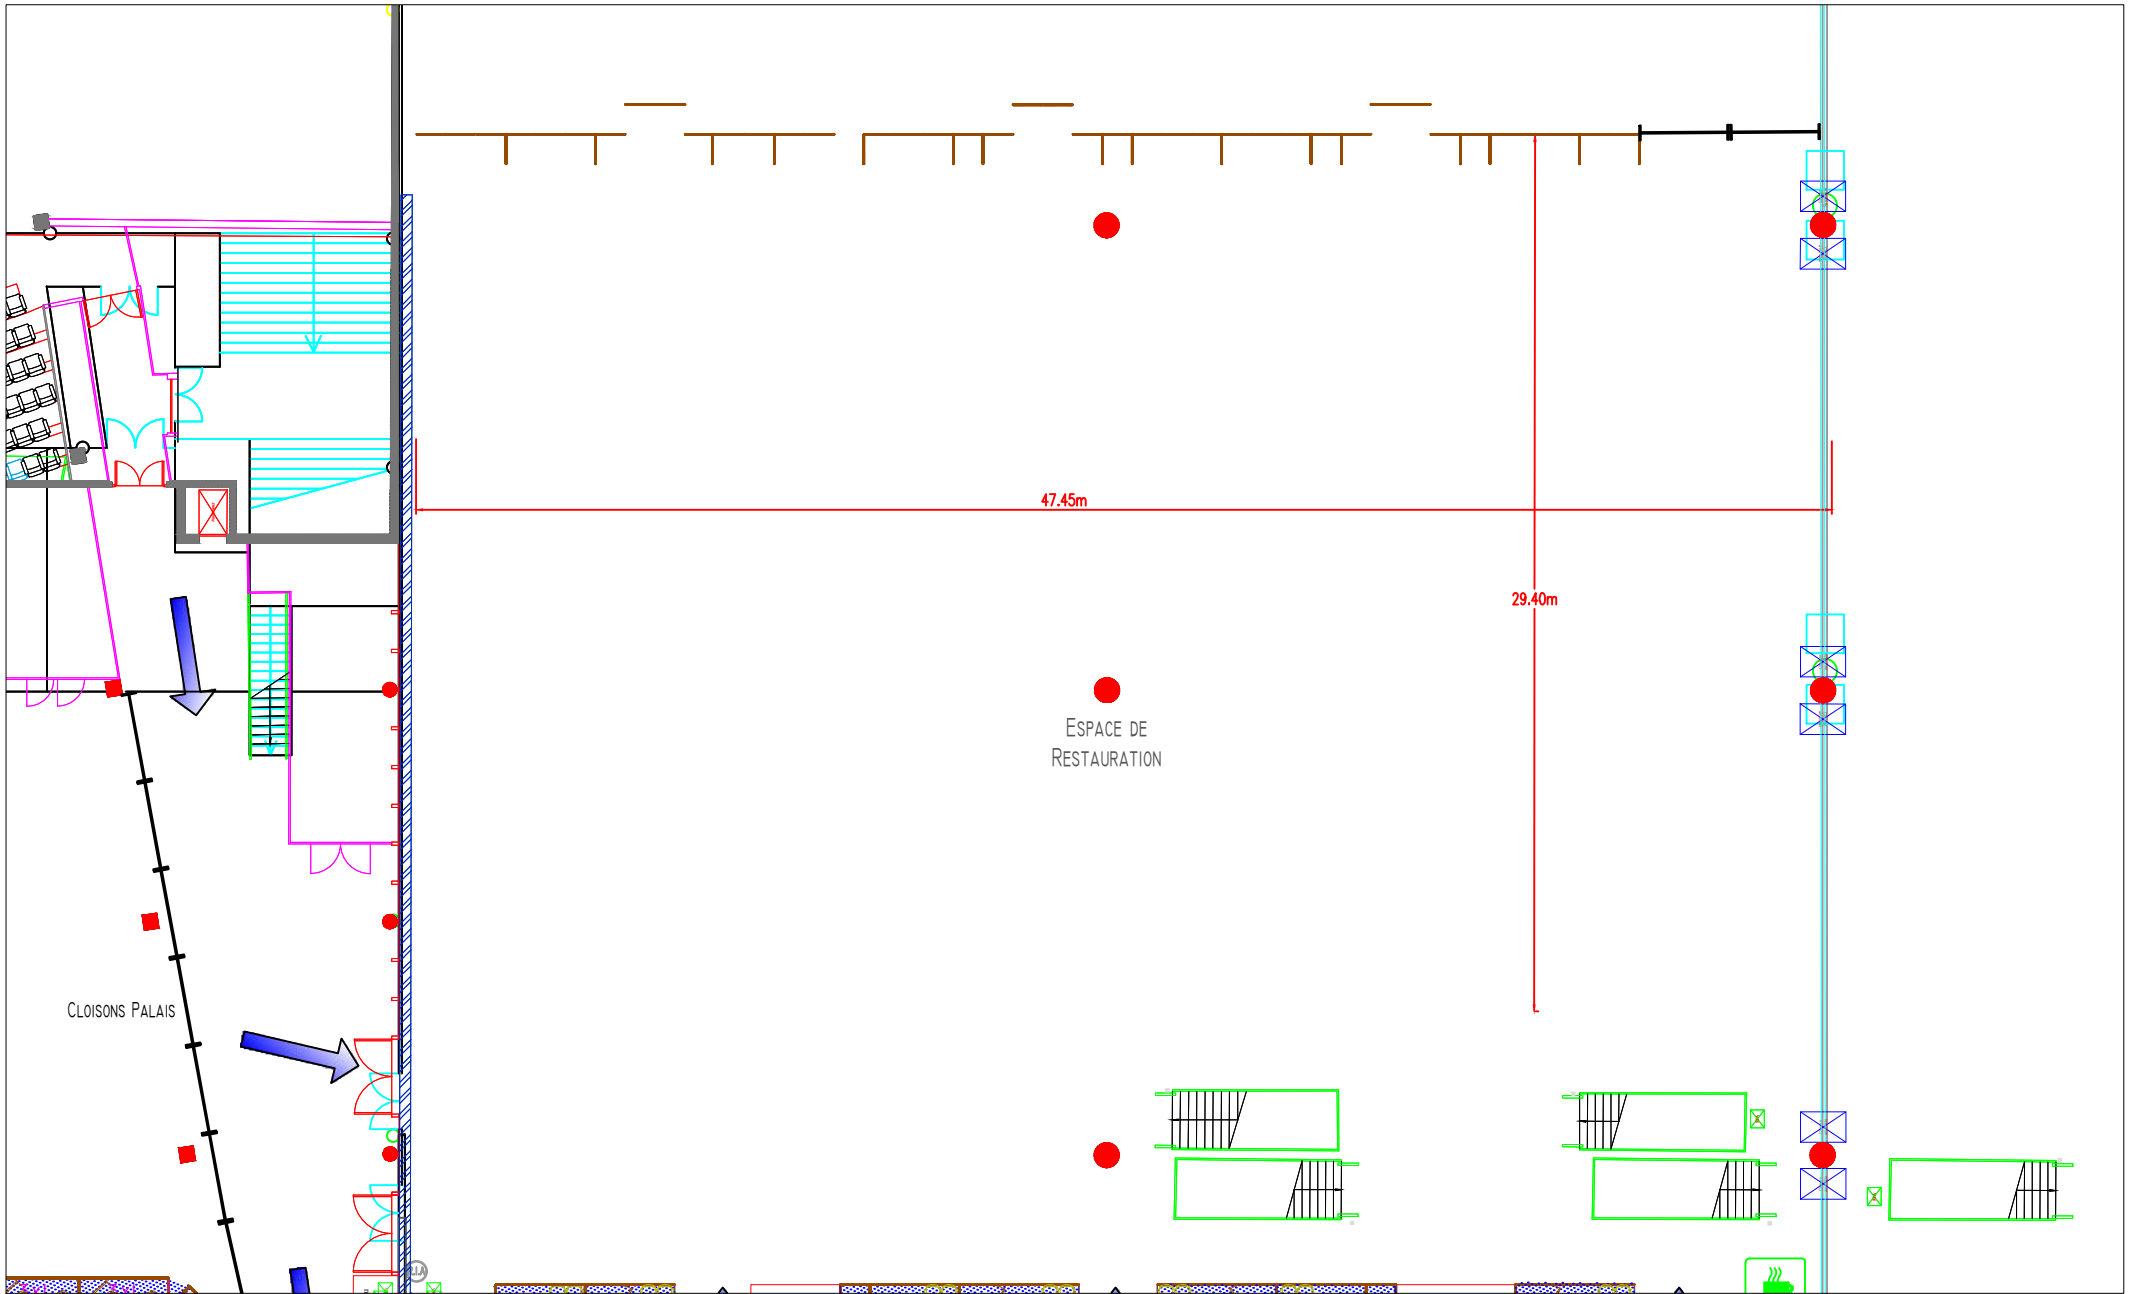 47.45m
29.40m
ESPACE DE
RESTAURATION
CLOISONS PALAIS